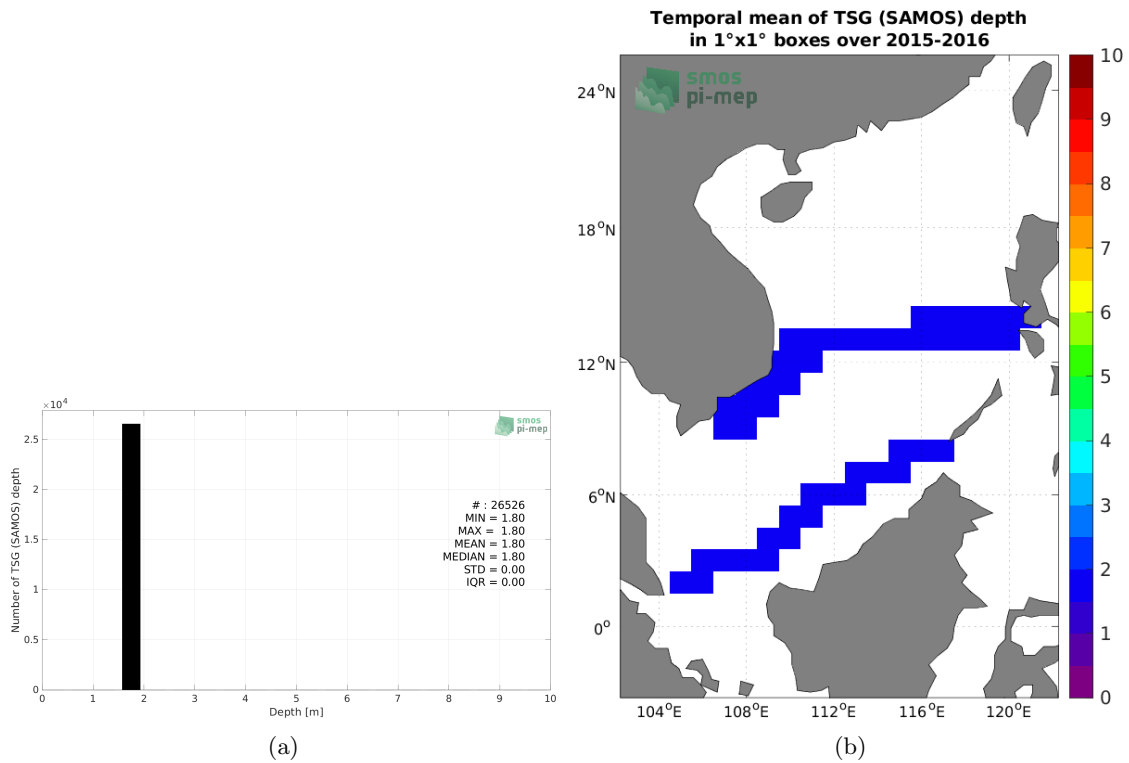 Temporal mean of TSG (SAMOS) depth
in 1°x1° boxes over 2015-2016
smos
pi-mep
24°N
18°N
12°N
6°N
0°
104°E
108°E
112°E
116°E
120°E
10
9
8
7
6
5
4
3
2
1
0
×10⁴
2.5
2
1.5
1
0.5
0
Number of TSG (SAMOS) depth
smos
pi-mep
# : 26526
MIN = 1.80
MAX = 1.80
MEAN = 1.80
MEDIAN = 1.80
STD = 0.00
IQR = 0.00
0 1 2 3 4 5 6 7 8 9 10
Depth [m]
(a)
(b)